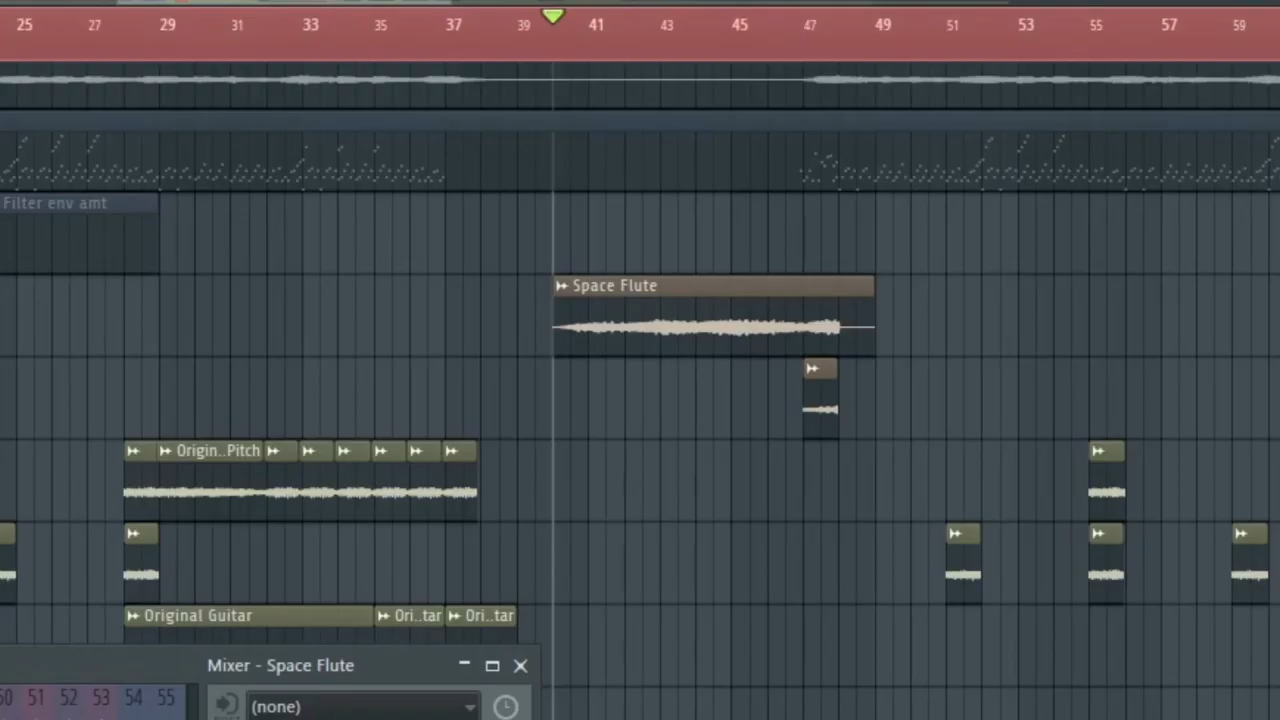 25 27 29 31 33 35 37 39 41 43 45 47 49 51 53 55 57 59
Filter env amt
Space Flute
Origin..Pitch
Original Guitar Ori..tar Ori..tar
Mixer - Space Flute
51 52 53 54 55
(none)